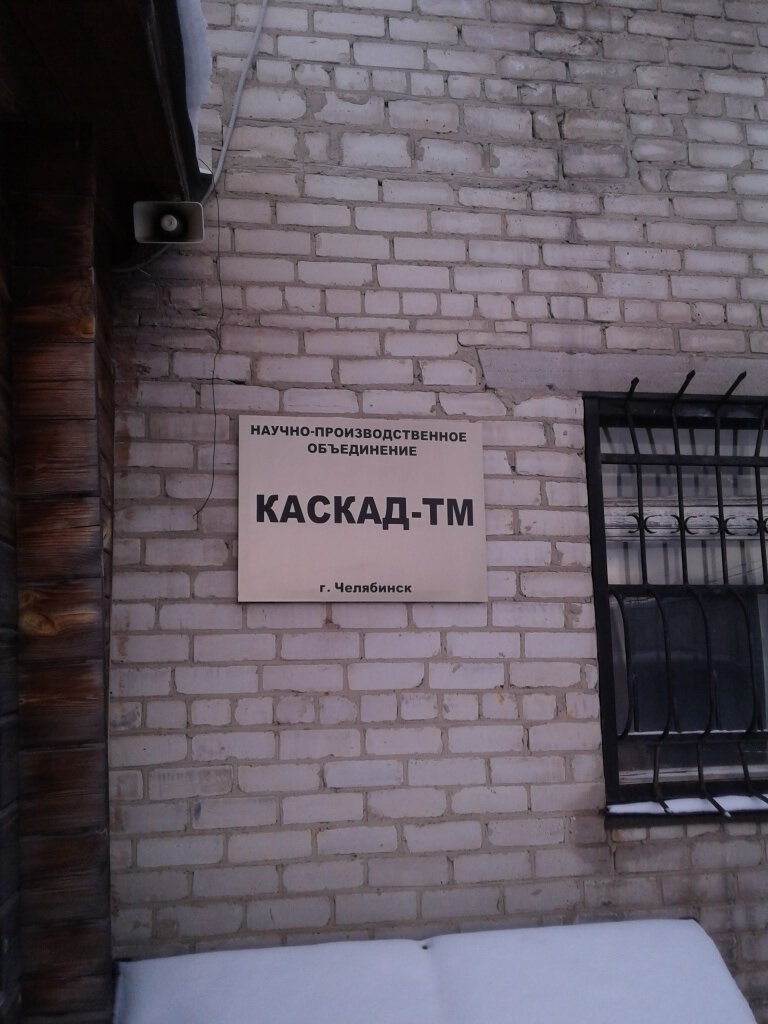 НАУЧНО-ПРОИЗВОДСТВЕННОЕ
ОБЪЕДИНЕНИЕ
КАСКАД-ТМ
г. Челябинск